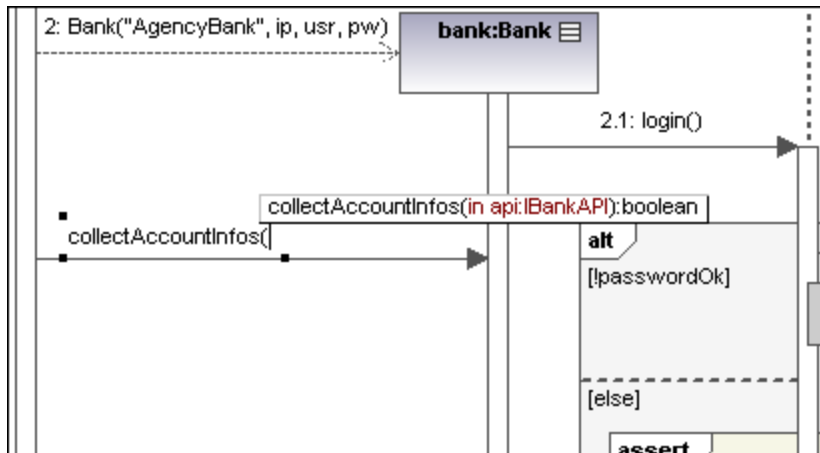 2: Bank("AgencyBank", ip, usr, pw)
bank:Bank
2.1: login()
collectAccountInfos(in api:IBankAPI):boolean
collectAccountInfos(
alt
[!passwordOk]
[else]
assert